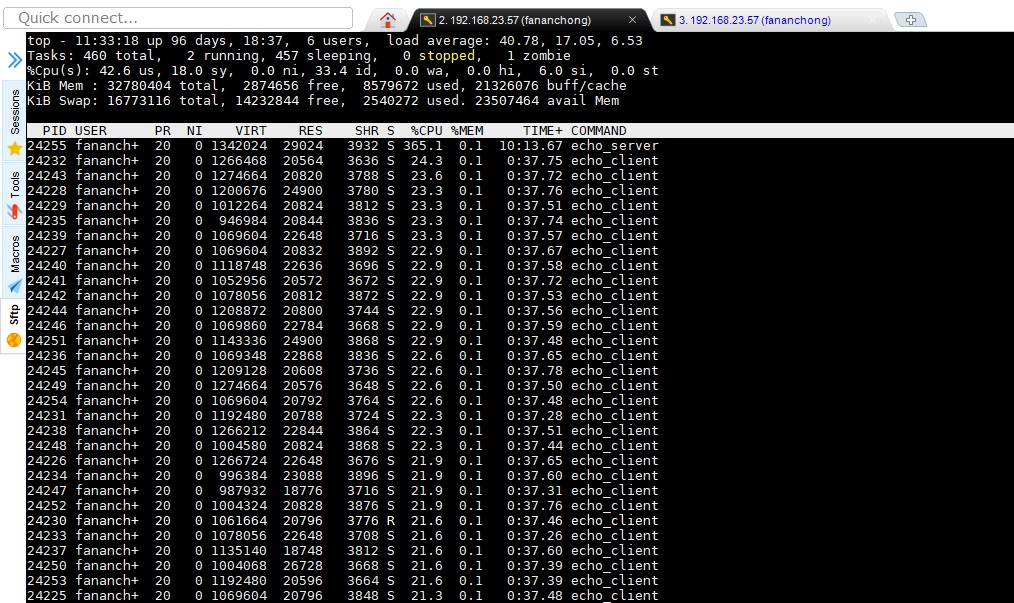 Quick connect...
2. 192.168.23.57 (fananchong)
3. 192.168.23.57 (fananchong)
Sessions
Tools
Macros
Sftp
top - 11:33:18 up 96 days, 18:37,  6 users,  load average: 40.78, 17.05, 6.53
Tasks: 460 total,   2 running, 457 sleeping,   0 stopped,   1 zombie
%Cpu(s): 42.6 us, 18.0 sy,  0.0 ni, 33.4 id,  0.0 wa,  0.0 hi,  6.0 si,  0.0 st
KiB Mem : 32780404 total,  2874656 free,  8579672 used, 21326076 buff/cache
KiB Swap: 16773116 total, 14232844 free,  2540272 used. 23507464 avail Mem
PID USER      PR  NI    VIRT    RES    SHR S  %CPU %MEM     TIME+ COMMAND
24255 fananch+  20   0 1342024  29024   3932 S 365.1  0.1  10:13.67 echo_server
24232 fananch+  20   0 1266468  20564   3636 S  24.3  0.1   0:37.75 echo_client
24243 fananch+  20   0 1274664  20820   3788 S  23.6  0.1   0:37.72 echo_client
24228 fananch+  20   0 1200676  24900   3780 S  23.3  0.1   0:37.76 echo_client
24229 fananch+  20   0 1012264  20824   3812 S  23.3  0.1   0:37.51 echo_client
24235 fananch+  20   0  946984  20844   3836 S  23.3  0.1   0:37.74 echo_client
24239 fananch+  20   0 1069604  22648   3716 S  23.3  0.1   0:37.57 echo_client
24227 fananch+  20   0 1069604  20832   3892 S  22.9  0.1   0:37.67 echo_client
24240 fananch+  20   0 1118748  22636   3696 S  22.9  0.1   0:37.58 echo_client
24241 fananch+  20   0 1052956  20572   3672 S  22.9  0.1   0:37.72 echo_client
24242 fananch+  20   0 1078056  20812   3872 S  22.9  0.1   0:37.53 echo_client
24244 fananch+  20   0 1208872  20800   3744 S  22.9  0.1   0:37.56 echo_client
24246 fananch+  20   0 1069860  22784   3668 S  22.9  0.1   0:37.59 echo_client
24251 fananch+  20   0 1143336  24900   3868 S  22.9  0.1   0:37.48 echo_client
24236 fananch+  20   0 1069348  22868   3836 S  22.6  0.1   0:37.65 echo_client
24245 fananch+  20   0 1209128  20608   3736 S  22.6  0.1   0:37.78 echo_client
24249 fananch+  20   0 1274664  20576   3648 S  22.6  0.1   0:37.50 echo_client
24254 fananch+  20   0 1069604  20792   3764 S  22.6  0.1   0:37.48 echo_client
24231 fananch+  20   0 1192480  20788   3724 S  22.3  0.1   0:37.28 echo_client
24238 fananch+  20   0 1266212  22844   3864 S  22.3  0.1   0:37.51 echo_client
24248 fananch+  20   0 1004580  20824   3868 S  22.3  0.1   0:37.44 echo_client
24226 fananch+  20   0 1266724  22648   3676 S  21.9  0.1   0:37.65 echo_client
24234 fananch+  20   0  996384  23088   3896 S  21.9  0.1   0:37.60 echo_client
24247 fananch+  20   0  987932  18776   3716 S  21.9  0.1   0:37.31 echo_client
24252 fananch+  20   0 1004324  20828   3876 S  21.9  0.1   0:37.76 echo_client
24230 fananch+  20   0 1061664  20796   3776 R  21.6  0.1   0:37.46 echo_client
24233 fananch+  20   0 1078056  22648   3708 S  21.6  0.1   0:37.26 echo_client
24237 fananch+  20   0 1135140  18748   3812 S  21.6  0.1   0:37.60 echo_client
24250 fananch+  20   0 1004068  26728   3668 S  21.6  0.1   0:37.39 echo_client
24253 fananch+  20   0 1192480  20596   3664 S  21.6  0.1   0:37.39 echo_client
24225 fananch+  20   0 1069604  20796   3848 S  21.3  0.1   0:37.48 echo_client